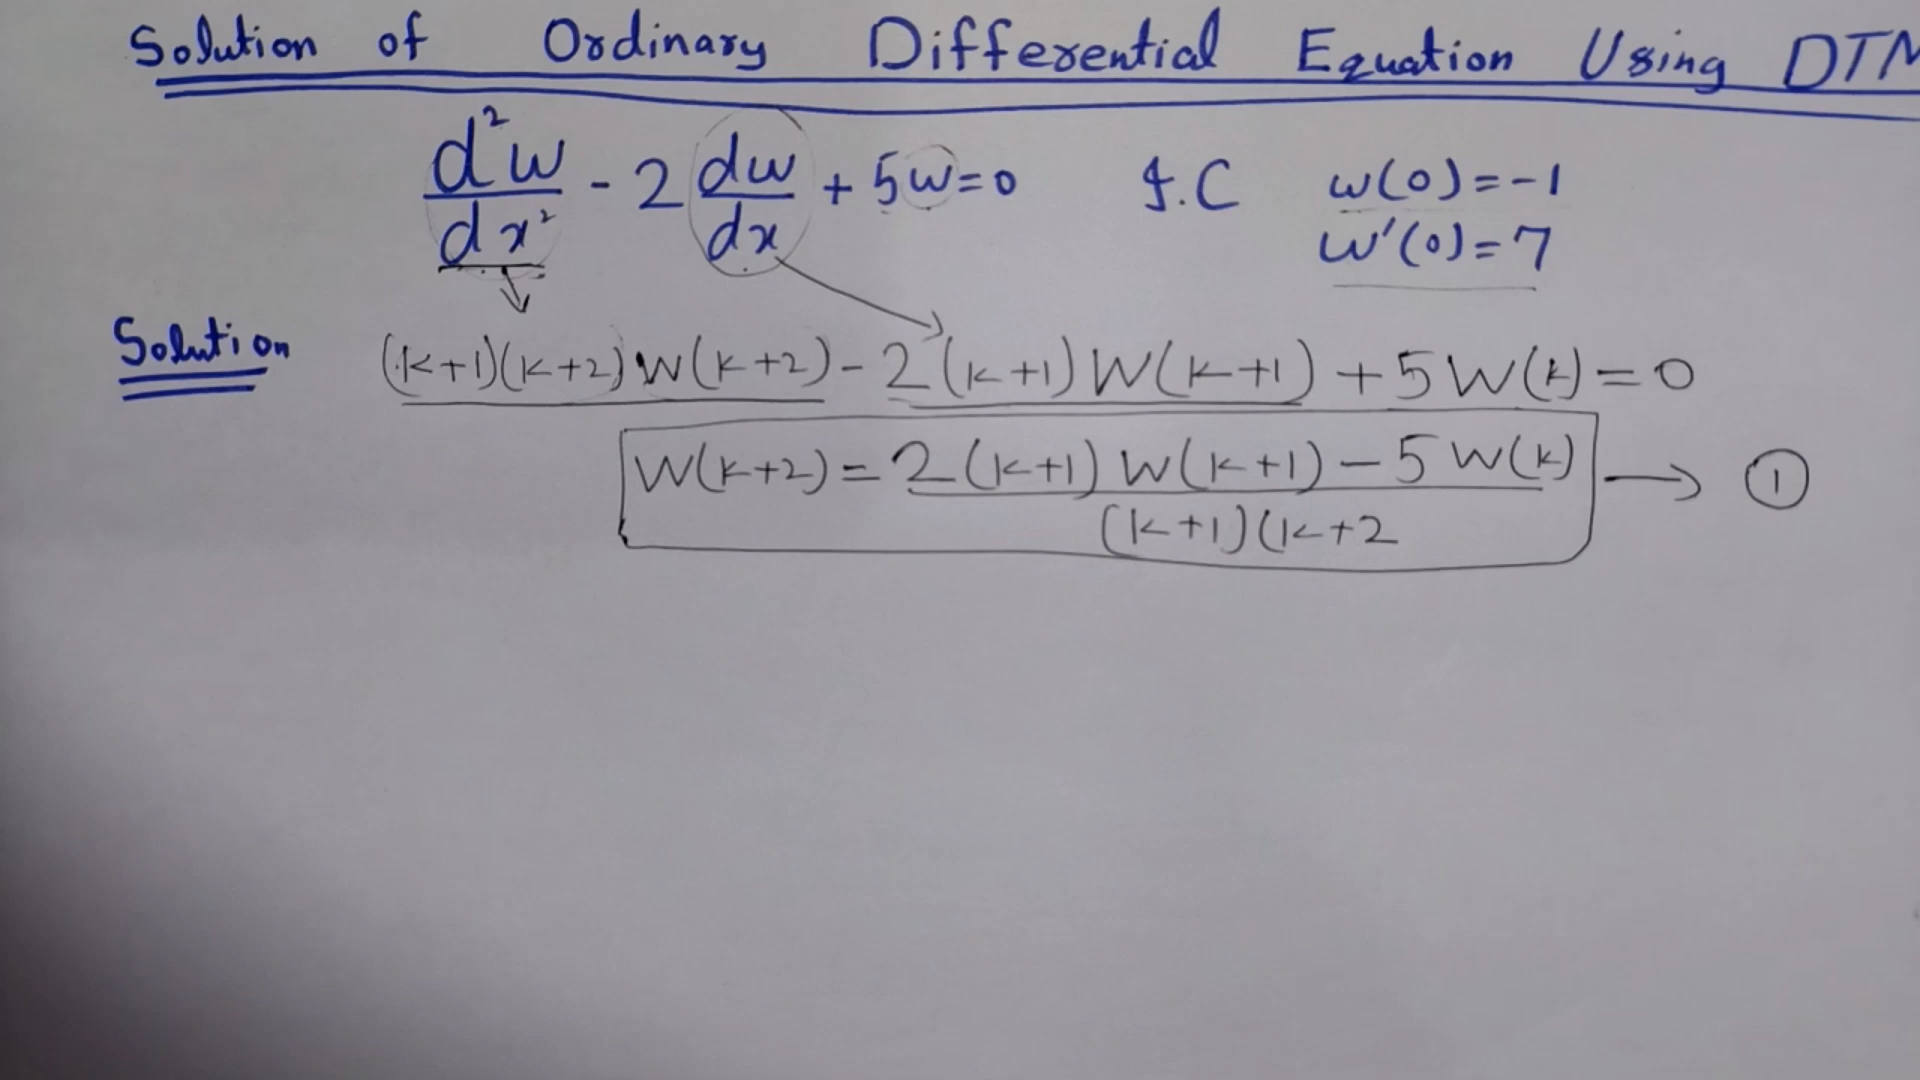 Solution of Ordinary Differential Equation Using DTM
d²w/dx² - 2 dw/dx + 5w = 0 I.C w(0) = -1
w'(0) = 7
Solution (k+1)(k+2) W(k+2) - 2 (k+1) W(k+1) + 5 W(k) = 0
W(k+2) = 2 (k+1) W(k+1) - 5 W(k) → ①
(k+1)(k+2